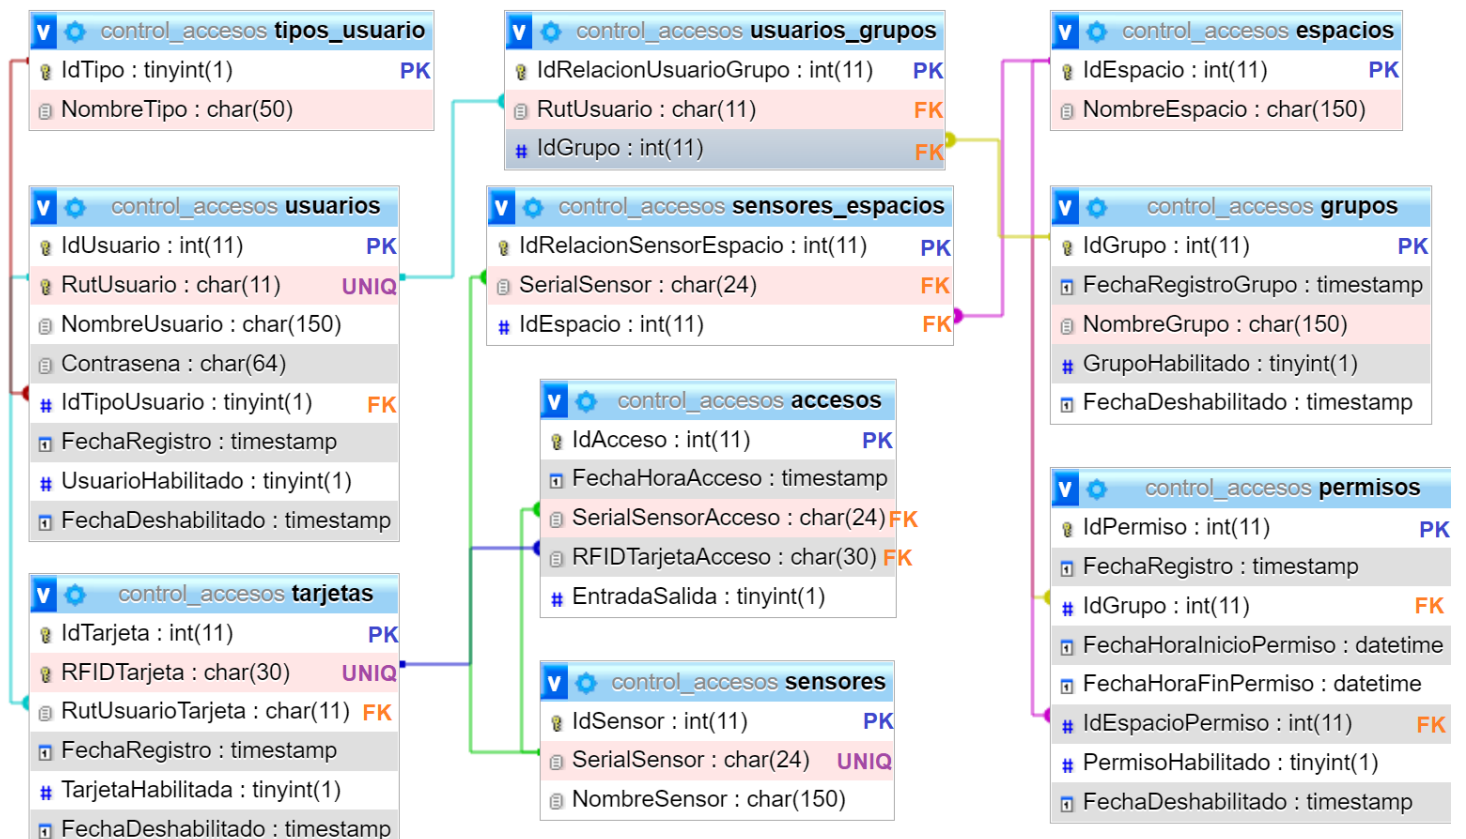 control_accesos tipos_usuario
IdTipo : tinyint(1) PK
NombreTipo : char(50)
control_accesos usuarios_grupos
IdRelacionUsuarioGrupo : int(11) PK
RutUsuario : char(11) FK
IdGrupo : int(11) FK
control_accesos espacios
IdEspacio : int(11) PK
NombreEspacio : char(150)
control_accesos usuarios
IdUsuario : int(11) PK
RutUsuario : char(11) UNIQ
NombreUsuario : char(150)
Contrasena : char(64)
IdTipoUsuario : tinyint(1) FK
FechaRegistro : timestamp
UsuarioHabilitado : tinyint(1)
FechaDeshabilitado : timestamp
control_accesos sensores_espacios
IdRelacionSensorEspacio : int(11) PK
SerialSensor : char(24) FK
IdEspacio : int(11) FK
control_accesos grupos
IdGrupo : int(11) PK
FechaRegistroGrupo : timestamp
NombreGrupo : char(150)
GrupoHabilitado : tinyint(1)
FechaDeshabilitado : timestamp
control_accesos accesos
IdAcceso : int(11) PK
FechaHoraAcceso : timestamp
SerialSensorAcceso : char(24) FK
RFIDTarjetaAcceso : char(30) FK
EntradaSalida : tinyint(1)
control_accesos permisos
IdPermiso : int(11) PK
FechaRegistro : timestamp
IdGrupo : int(11) FK
FechaHoraInicioPermiso : datetime
FechaHoraFinPermiso : datetime
IdEspacioPermiso : int(11) FK
PermisoHabilitado : tinyint(1)
FechaDeshabilitado : timestamp
control_accesos tarjetas
IdTarjeta : int(11) PK
RFIDTarjeta : char(30) UNIQ
RutUsuarioTarjeta : char(11) FK
FechaRegistro : timestamp
TarjetaHabilitada : tinyint(1)
FechaDeshabilitado : timestamp
control_accesos sensores
IdSensor : int(11) PK
SerialSensor : char(24) UNIQ
NombreSensor : char(150)